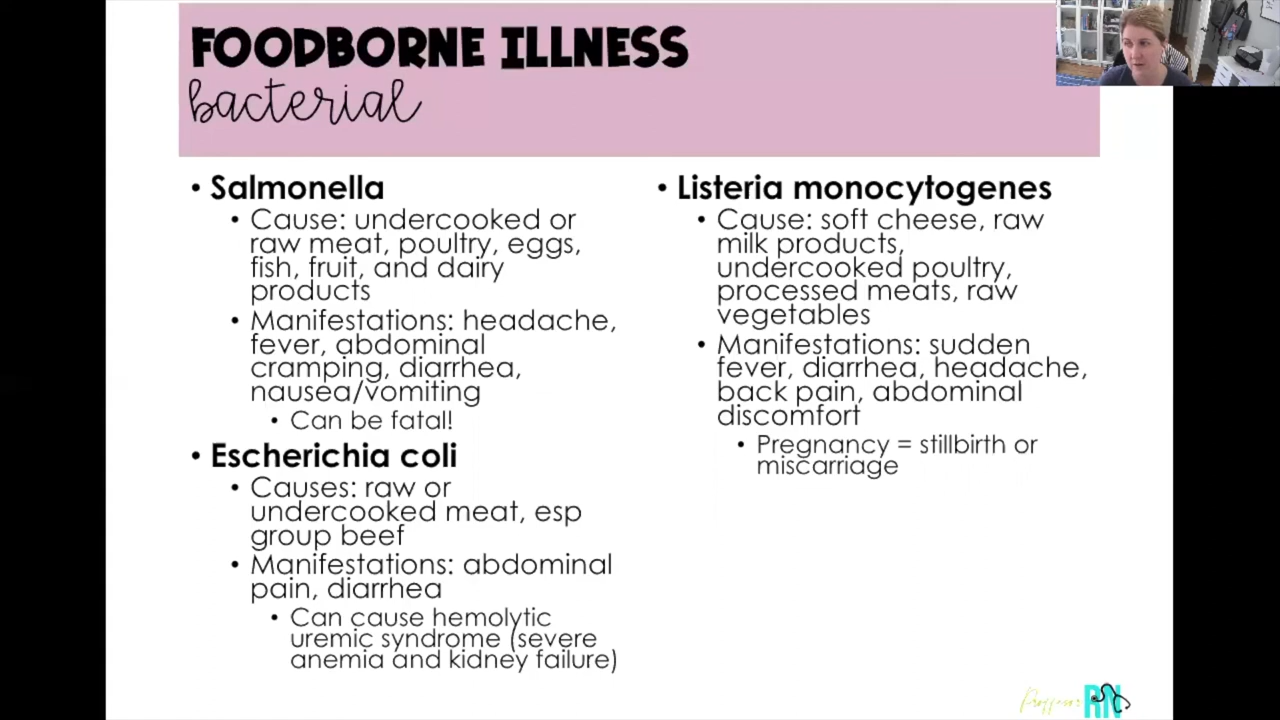 FOODBORNE ILLNESS
bacterial
• Salmonella
• Cause: undercooked or
raw meat, poultry, eggs,
fish, fruit, and dairy
products
• Manifestations: headache,
fever, abdominal
cramping, diarrhea,
nausea/vomiting
• Can be fatal!
• Escherichia coli
• Causes: raw or
undercooked meat, esp
group beef
• Manifestations: abdominal
pain, diarrhea
• Can cause hemolytic
uremic syndrome (severe
anemia and kidney failure)
• Listeria monocytogenes
• Cause: soft cheese, raw
milk products,
undercooked poultry,
processed meats, raw
vegetables
• Manifestations: sudden
fever, diarrhea, headache,
back pain, abdominal
discomfort
• Pregnancy = stillbirth or
miscarriage
RN